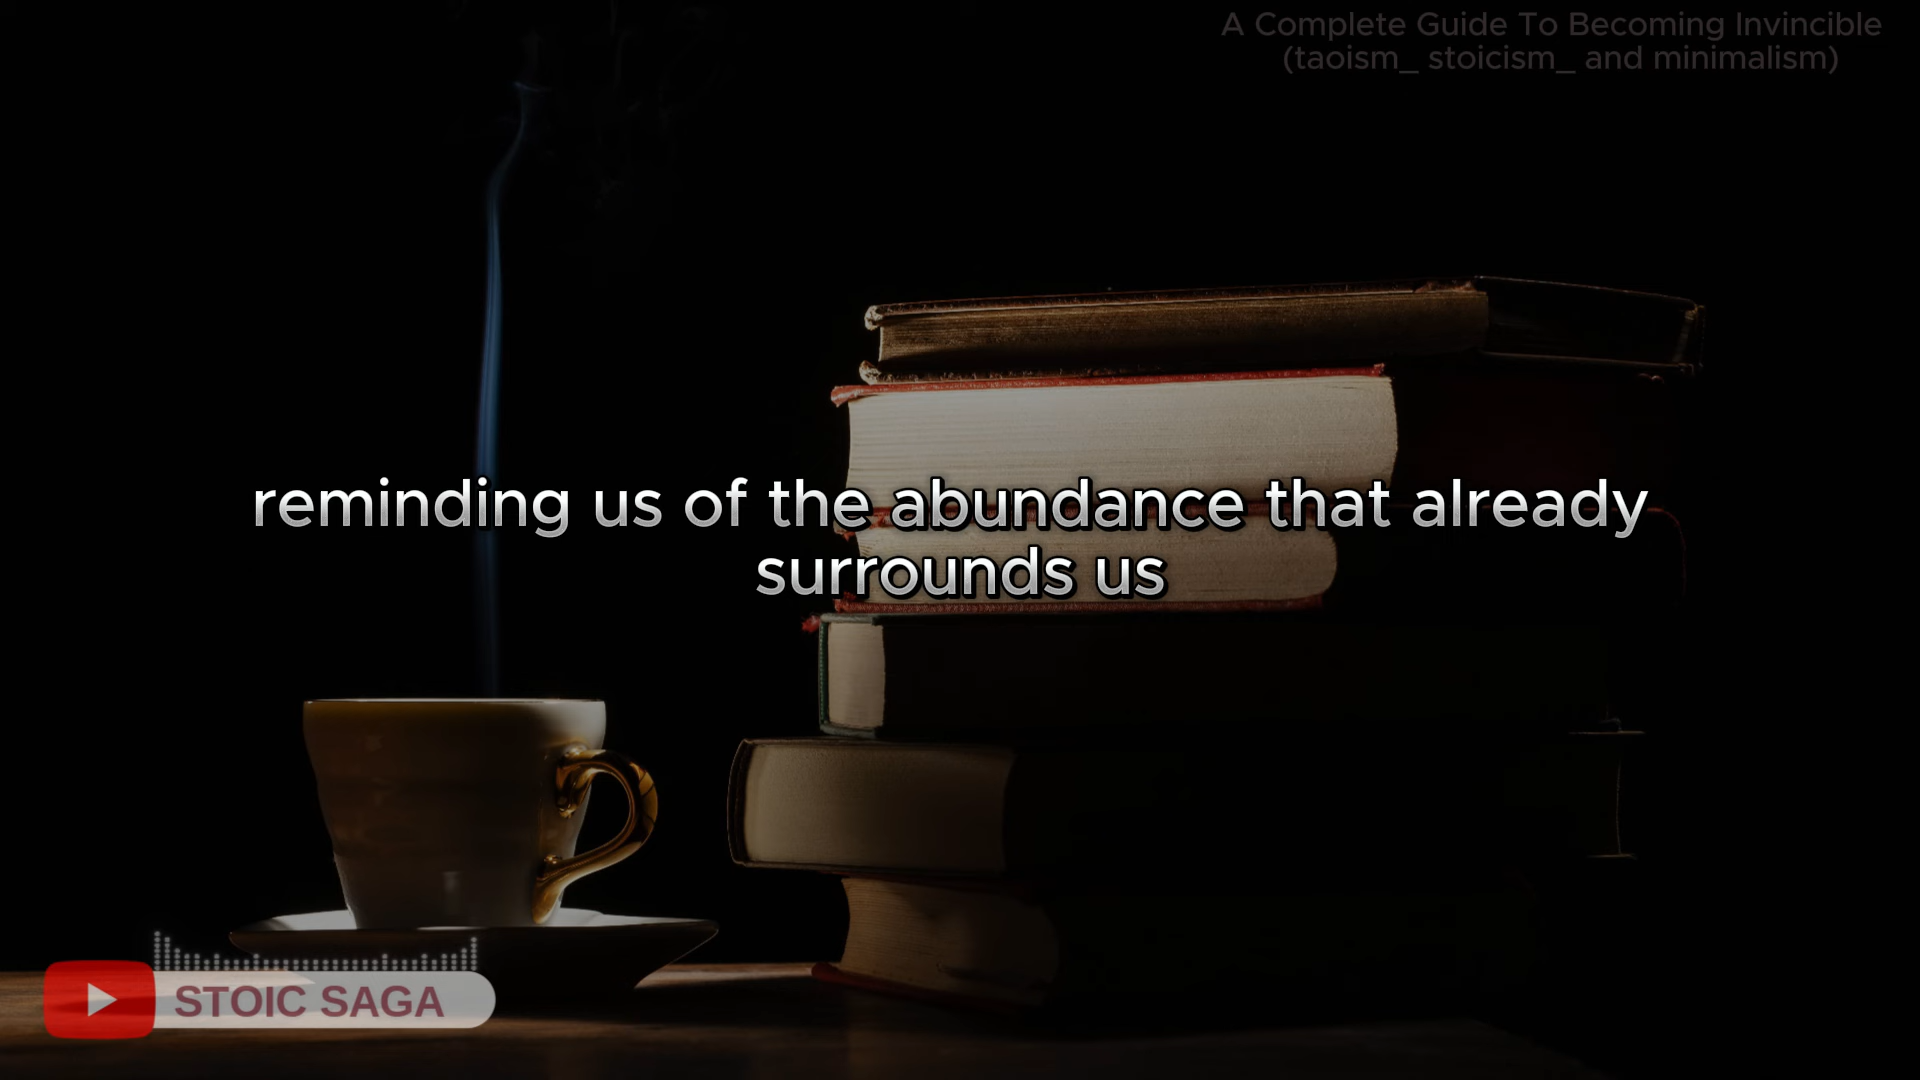 A Complete Guide To Becoming Invincible
(taoism_ stoicism_ and minimalism)
reminding us of the abundance that already
surrounds us
STOIC SAGA